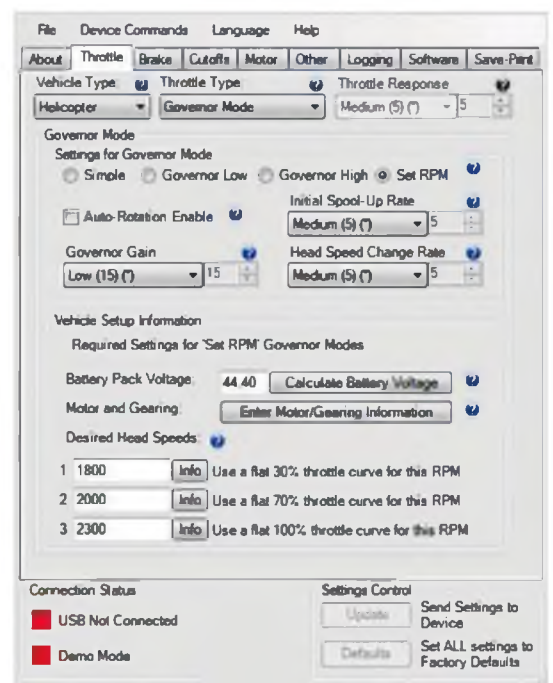 File Device Commands Language Help
About Throttle Brake Cutoffs Motor Other Logging Software Save-Print
Vehicle Type: ? Throttle Type ? Throttle Response ?
Helicopter Governor Mode Medium (5) (*) 5
Governor Mode
Settings for Governor Mode
Simple Governor Low Governor High Set RPM ?
Auto-Rotation Enable ?
Initial Spool-Up Rate ?
Medium (5) (*) 5
Governor Gain ?
Low (15) (*) 15
Head Speed Change Rate ?
Medium (5) (*) 5
Vehicle Setup Information
Required Settings for 'Set RPM' Governor Modes
Battery Pack Voltage: 44.40 Calculate Battery Voltage ?
Motor and Gearing: Enter Motor/Gearing Information ?
Desired Head Speeds: ?
1 1800 Info Use a flat 30% throttle curve for this RPM
2 2000 Info Use a flat 70% throttle curve for this RPM
3 2300 Info Use a flat 100% throttle curve for this RPM
Connection Status
USB Not Connected
Demo Mode
Settings Control
Update Send Settings to
Device
Defaults Set ALL settings to
Factory Defaults